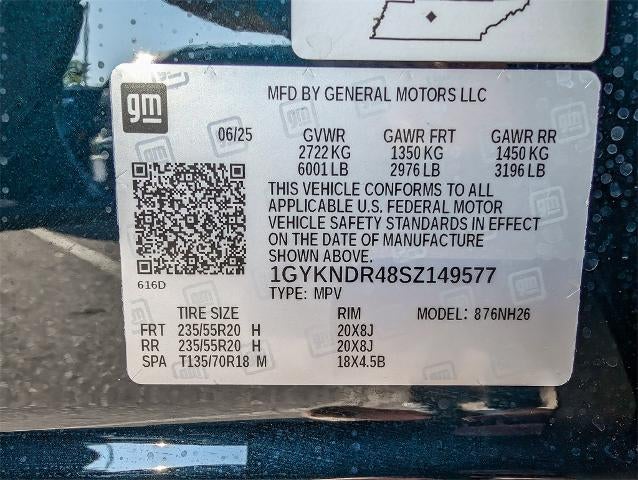 gm
MFD BY GENERAL MOTORS LLC
06/25 GVWR GAWR FRT GAWR RR
2722 KG 1350 KG 1450 KG
6001 LB 2976 LB 3196 LB
THIS VEHICLE CONFORMS TO ALL
APPLICABLE U.S. FEDERAL MOTOR
VEHICLE SAFETY STANDARDS IN EFFECT
ON THE DATE OF MANUFACTURE
SHOWN ABOVE.
616D
1GYKNDR48SZ149577
TYPE: MPV
TIRE SIZE RIM MODEL: 876NH26
FRT 235/55R20 H 20X8J
RR 235/55R20 H 20X8J
SPA T135/70R18 M 18X4.5B